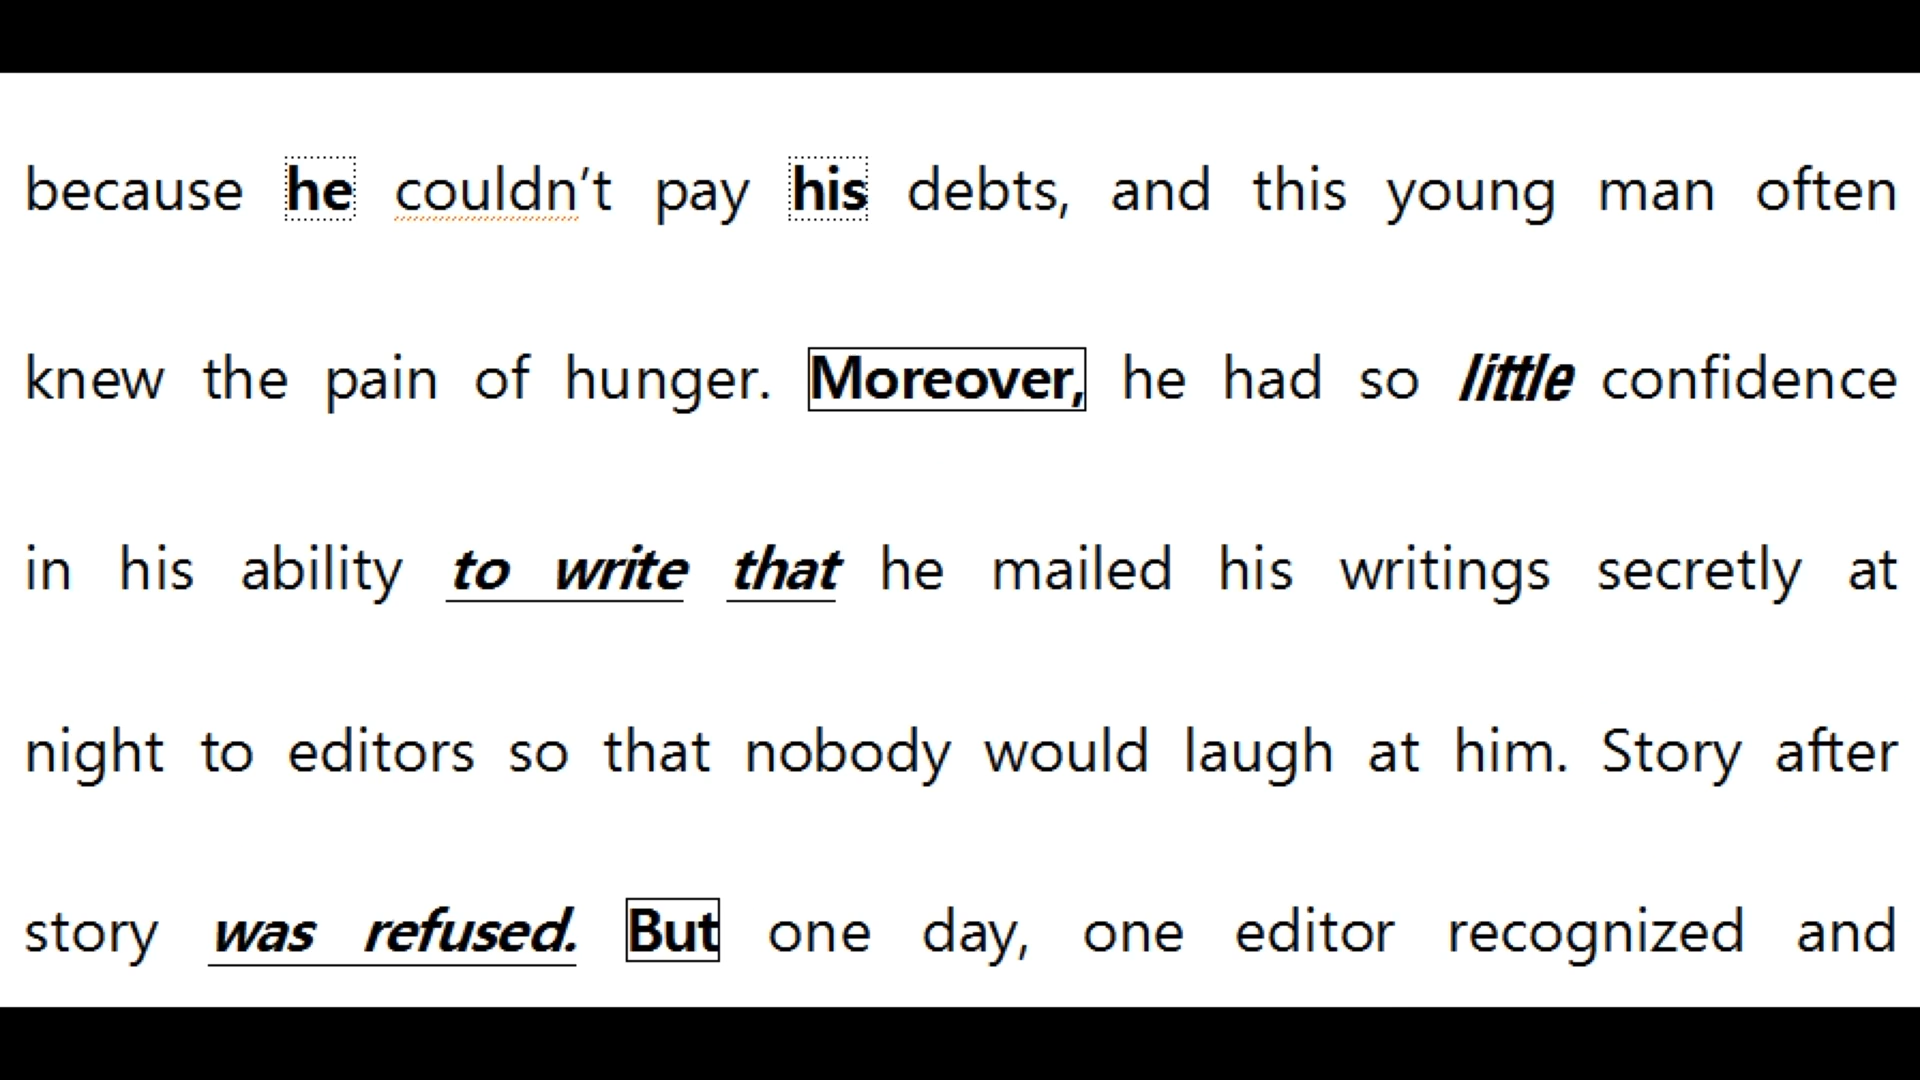 because he couldn’t pay his debts, and this young man often
knew the pain of hunger. Moreover, he had so little confidence
in his ability to write that he mailed his writings secretly at
night to editors so that nobody would laugh at him. Story after
story was refused. But one day, one editor recognized and